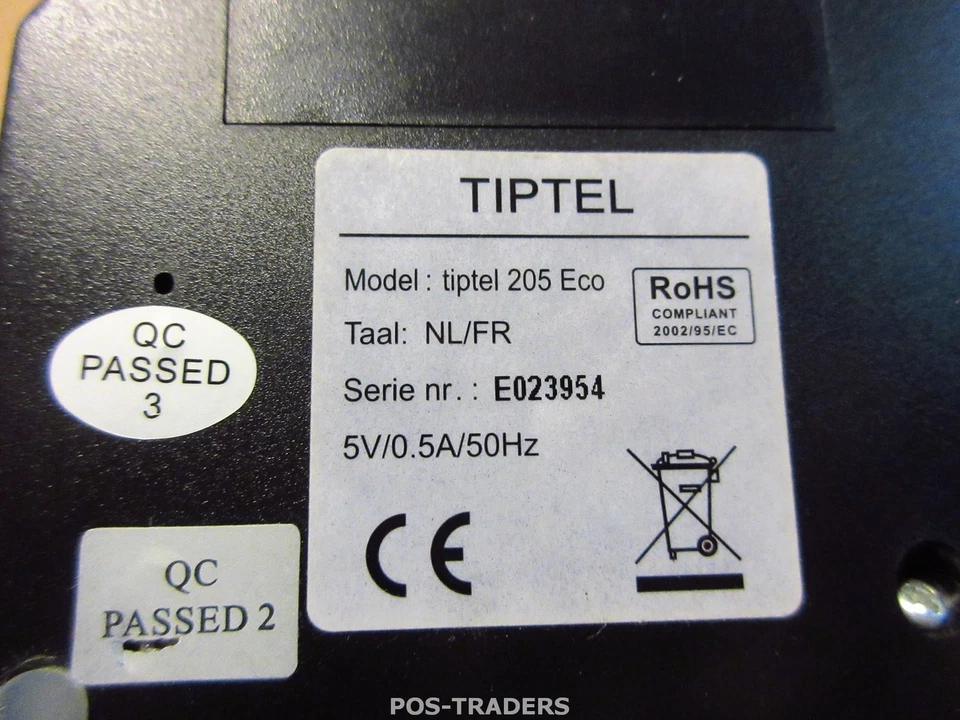 TIPTEL
Model : tiptel 205 Eco
Taal: NL/FR
Serie nr. : E023954
5V/0.5A/50Hz
RoHS
COMPLIANT
2002/95/EC
CE
QC
PASSED
3
QC
PASSED 2
POS-TRADERS